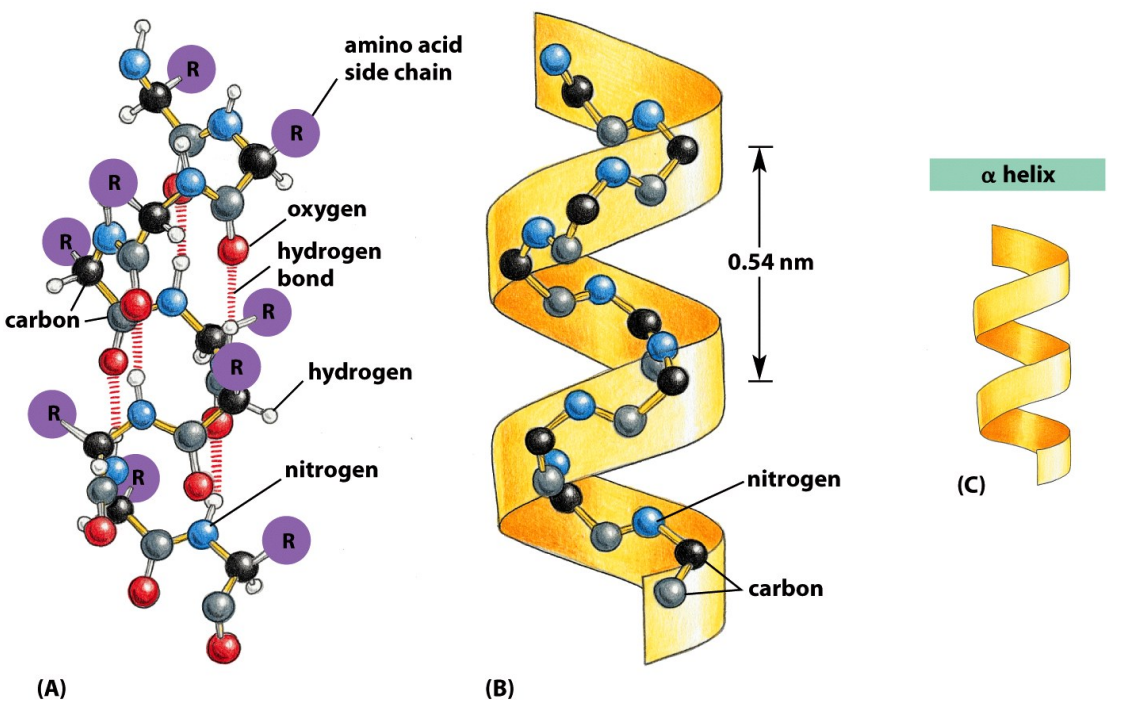 amino acid
side chain
R
R
R
R
oxygen
hydrogen
bond
carbon
R
R
hydrogen
R
nitrogen
R
R
(A)
0.54 nm
nitrogen
carbon
(B)
α helix
(C)